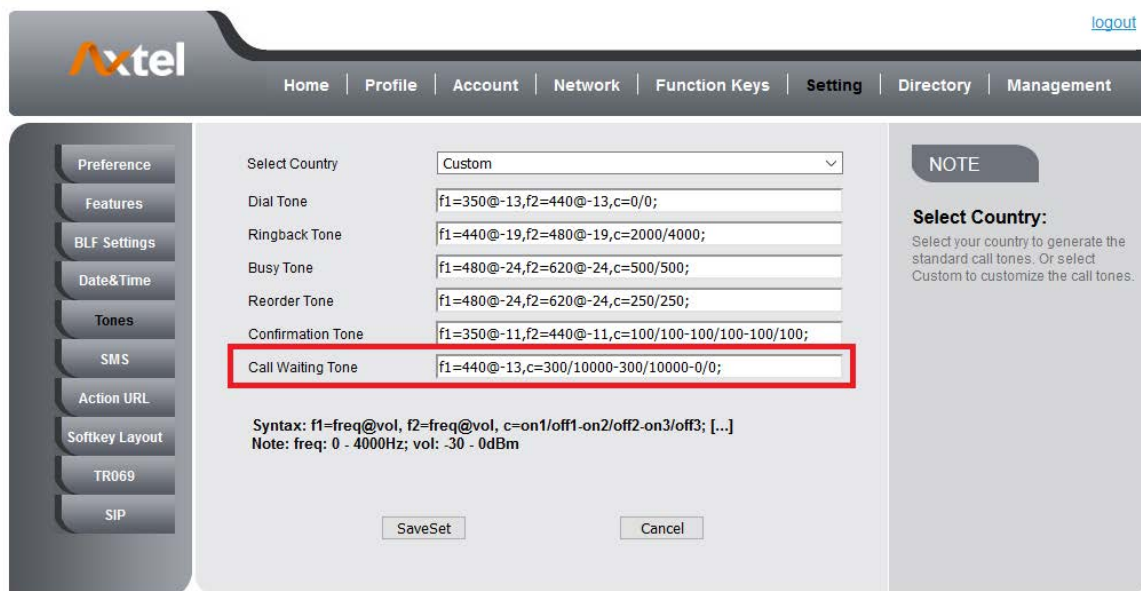 logout
Axtel
Home | Profile | Account | Network | Function Keys | Setting | Directory | Management
Preference
Features
BLF Settings
Date&Time
Tones
SMS
Action URL
Softkey Layout
TR069
SIP
Select Country Custom
Dial Tone f1=350@-13,f2=440@-13,c=0/0;
Ringback Tone f1=440@-19,f2=480@-19,c=2000/4000;
Busy Tone f1=480@-24,f2=620@-24,c=500/500;
Reorder Tone f1=480@-24,f2=620@-24,c=250/250;
Confirmation Tone f1=350@-11,f2=440@-11,c=100/100-100/100-100/100;
Call Waiting Tone f1=440@-13,c=300/10000-300/10000-0/0;
Syntax: f1=freq@vol, f2=freq@vol, c=on1/off1-on2/off2-on3/off3; [...]
Note: freq: 0 - 4000Hz; vol: -30 - 0dBm
SaveSet Cancel
NOTE
Select Country:
Select your country to generate the
standard call tones. Or select
Custom to customize the call tones.